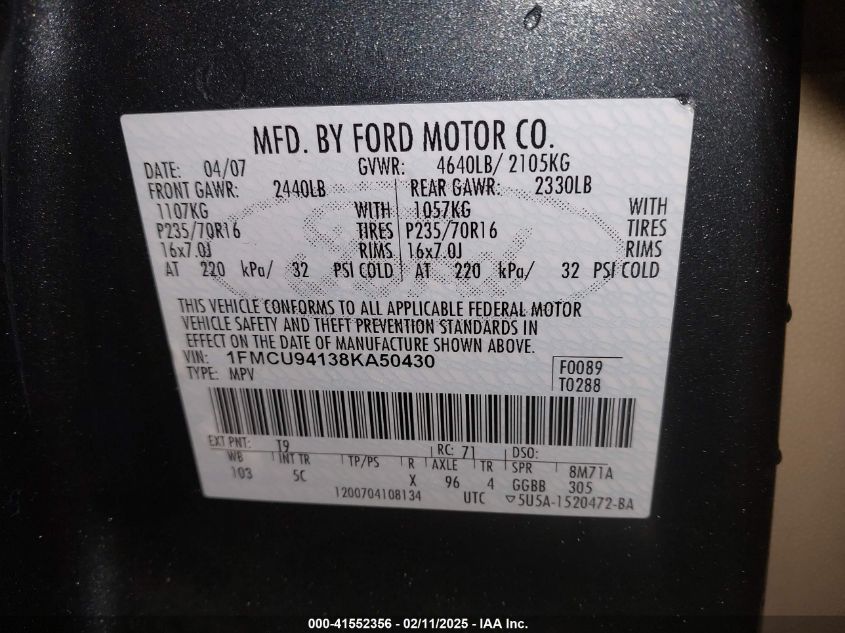 MFD. BY FORD MOTOR CO.
DATE: 04/07 GVWR: 4640LB/ 2105KG
FRONT GAWR: 2440LB REAR GAWR: 2330LB
1107KG WITH 1057KG WITH
P235/70R16 TIRES P235/70R16 TIRES
16x7.0J RIMS 16x7.0J RIMS
AT 220 kPa/ 32 PSI COLD AT 220 kPa/ 32 PSI COLD
THIS VEHICLE CONFORMS TO ALL APPLICABLE FEDERAL MOTOR
VEHICLE SAFETY AND THEFT PREVENTION STANDARDS IN
EFFECT ON THE DATE OF MANUFACTURE SHOWN ABOVE.
VIN: 1FMCU94138KA50430 F0089
TYPE: MPV T0288
EXT PNT: T9 RC: 71 DSO:
WB INT TR TP/PS R AXLE TR SPR 8M71A
103 5C X 96 4 GGBB 305
1200704108134 UTC ▽5U5A-1520472-BA
000-41552356 - 02/11/2025 - IAA Inc.